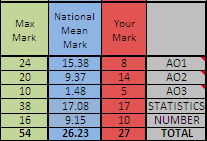 Max Mark National Mean Mark Your Mark
24 15.38 8 AO1
20 9.37 14 AO2
10 1.48 5 AO3
38 17.08 17 STATISTICS
16 9.15 10 NUMBER
54 26.23 27 TOTAL